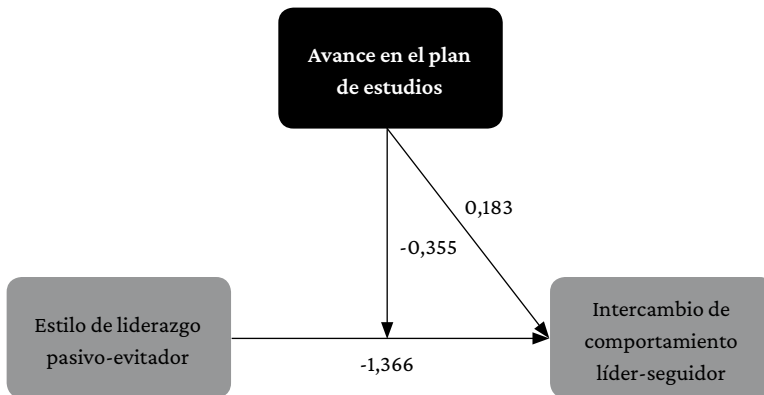 Avance en el plan
de estudios
0,183
-0,355
Estilo de liderazgo
pasivo-evitador
-1,366
Intercambio de
comportamiento
líder-seguidor